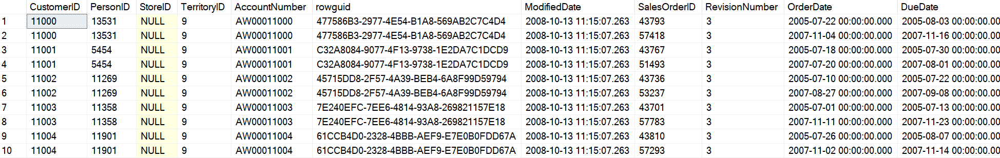 CustomerID PersonID StoreID TerritoryID AccountNumber rowguid ModifiedDate SalesOrderID RevisionNumber OrderDate DueDate
1 11000 13531 NULL 9 AW00011000 477586B3-2977-4E54-B1A8-569AB2C7C4D4 2008-10-13 11:15:07.263 43793 3 2005-07-22 00:00:00.000 2005-08-03 00:00:00.00
2 11000 13531 NULL 9 AW00011000 477586B3-2977-4E54-B1A8-569AB2C7C4D4 2008-10-13 11:15:07.263 57418 3 2007-11-04 00:00:00.000 2007-11-16 00:00:00.00
3 11001 5454 NULL 9 AW00011001 C32A8084-9077-4F13-9738-1E2DA7C1DCD9 2008-10-13 11:15:07.263 43767 3 2005-07-18 00:00:00.000 2005-07-30 00:00:00.00
4 11001 5454 NULL 9 AW00011001 C32A8084-9077-4F13-9738-1E2DA7C1DCD9 2008-10-13 11:15:07.263 51493 3 2007-07-20 00:00:00.000 2007-08-01 00:00:00.00
5 11002 11269 NULL 9 AW00011002 45715DD8-2F57-4A39-BEB4-6A8F99D59794 2008-10-13 11:15:07.263 43736 3 2005-07-10 00:00:00.000 2005-07-22 00:00:00.00
6 11002 11269 NULL 9 AW00011002 45715DD8-2F57-4A39-BEB4-6A8F99D59794 2008-10-13 11:15:07.263 53237 3 2007-08-27 00:00:00.000 2007-09-08 00:00:00.00
7 11003 11358 NULL 9 AW00011003 7E240EFC-7EE6-4814-93A8-269821157E18 2008-10-13 11:15:07.263 43701 3 2005-07-01 00:00:00.000 2005-07-13 00:00:00.00
8 11003 11358 NULL 9 AW00011003 7E240EFC-7EE6-4814-93A8-269821157E18 2008-10-13 11:15:07.263 57783 3 2007-11-11 00:00:00.000 2007-11-23 00:00:00.00
9 11004 11901 NULL 9 AW00011004 61CCB4D0-2328-4BBB-AEF9-E7E0B0FDD67A 2008-10-13 11:15:07.263 43810 3 2005-07-26 00:00:00.000 2005-08-07 00:00:00.00
10 11004 11901 NULL 9 AW00011004 61CCB4D0-2328-4BBB-AEF9-E7E0B0FDD67A 2008-10-13 11:15:07.263 57293 3 2007-11-02 00:00:00.000 2007-11-14 00:00:00.00